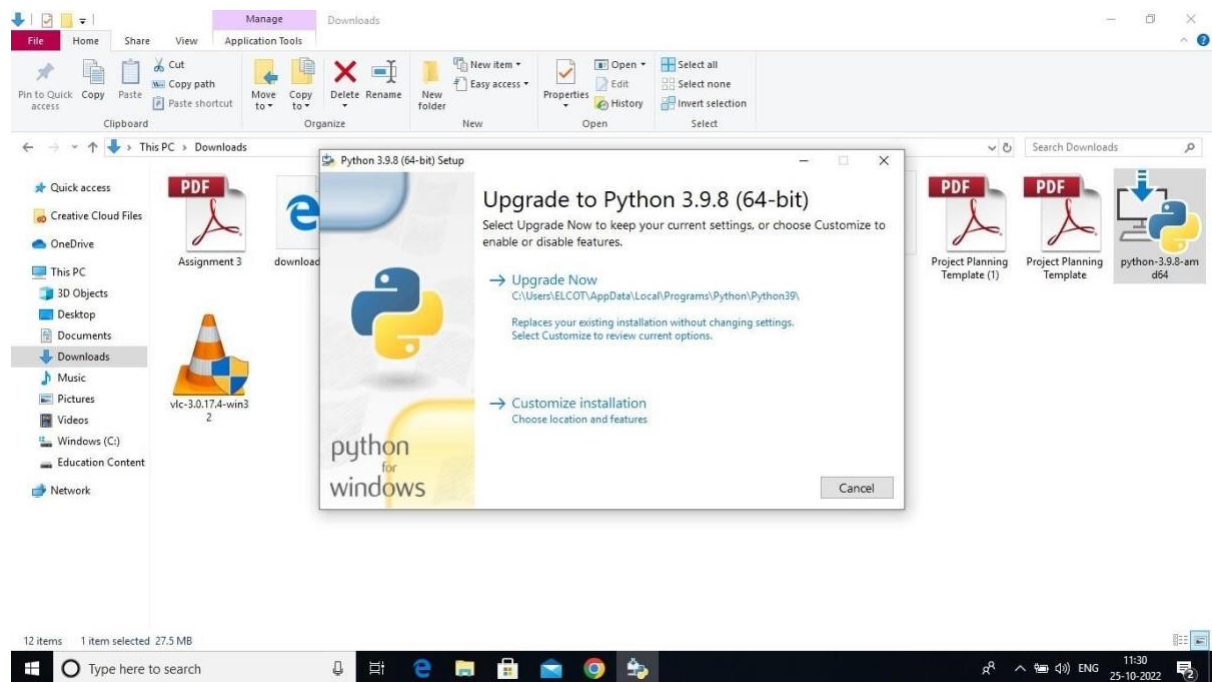 Manage
Downloads
File
Home
Share
View
Application Tools
Pin to Quick
access
Copy
Paste
Cut
Copy path
Paste shortcut
Clipboard
Move
to
Copy
to
Delete
Rename
Organize
New
folder
New item
Easy access
New
Properties
Open
Edit
History
Open
Select all
Select none
Invert selection
Select
This PC › Downloads
Search Downloads
Quick access
Creative Cloud Files
OneDrive
This PC
3D Objects
Desktop
Documents
Downloads
Music
Pictures
Videos
Windows (C:)
Education Content
Network
PDF
Assignment 3
download
vlc-3.0.17.4-win3
2
Python 3.9.8 (64-bit) Setup
Upgrade to Python 3.9.8 (64-bit)
Select Upgrade Now to keep your current settings, or choose Customize to
enable or disable features.
Upgrade Now
C:\Users\ELCOT\AppData\Local\Programs\Python\Python39\
Replaces your existing installation without changing settings.
Select Customize to review current options.
Customize installation
Choose location and features
python
for
windows
Cancel
PDF
Project Planning
Template (1)
PDF
Project Planning
Template
python-3.9.8-am
d64
12 items
1 item selected 27.5 MB
Type here to search
ENG
11:30
25-10-2022
2